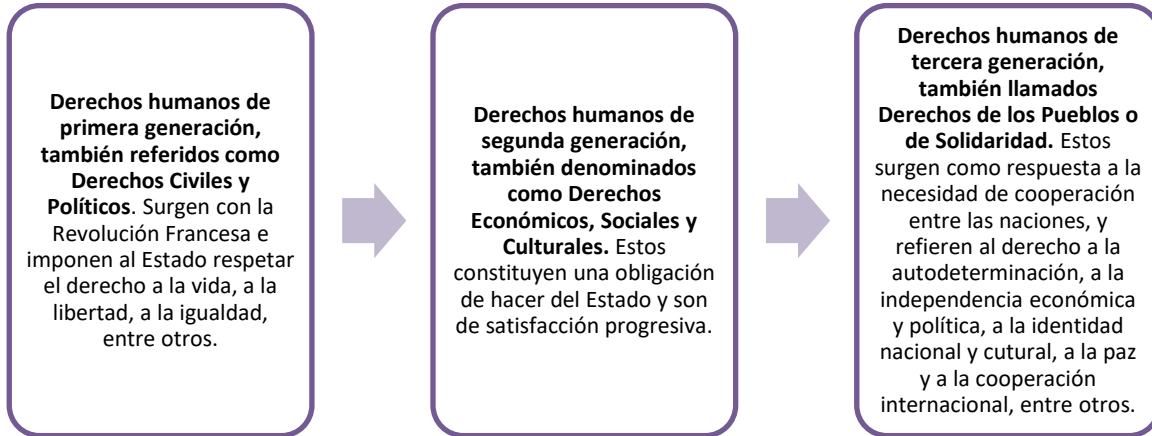 Derechos humanos de
primera generación,
también referidos como
Derechos Civiles y
Políticos. Surgen con la
Revolución Francesa e
imponen al Estado respetar
el derecho a la vida, a la
libertad, a la igualdad,
entre otros.
Derechos humanos de
segunda generación,
también denominados
como Derechos
Económicos, Sociales y
Culturales. Estos
constituyen una obligación
de hacer del Estado y son
de satisfacción progresiva.
Derechos humanos de
tercera generación,
también llamados
Derechos de los Pueblos o
de Solidaridad. Estos
surgen como respuesta a la
necesidad de cooperación
entre las naciones, y
refieren al derecho a la
autodeterminación, a la
independencia económica
y política, a la identidad
nacional y cutural, a la paz
y a la cooperación
internacional, entre otros.